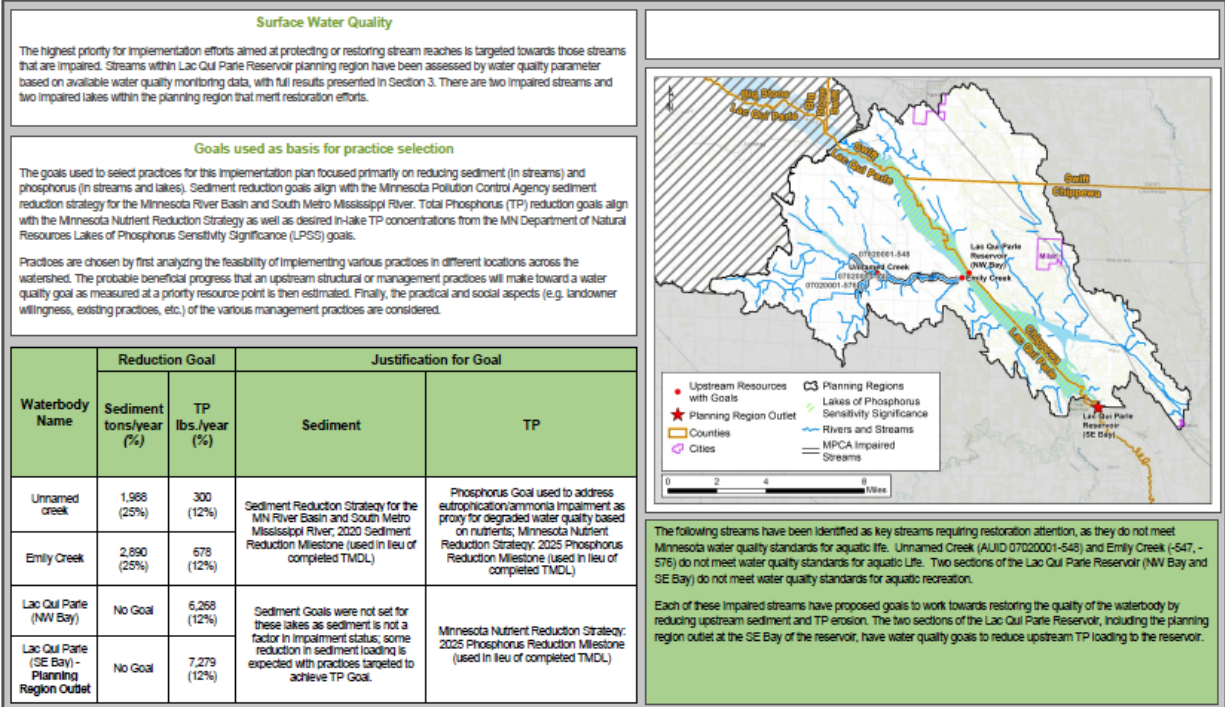 Surface Water Quality
The highest priority for implementation efforts aimed at protecting or restoring stream reaches is targeted towards those streams
that are impaired. Streams within Lac Qui Parle Reservoir planning region have been assessed by water quality parameter
based on available water quality monitoring data, with full results presented in Section 3. There are two impaired streams and
two impaired lakes within the planning region that merit restoration efforts.
Goals used as basis for practice selection
The goals used to select practices for this implementation plan focused primarily on reducing sediment (in streams) and
phosphorus (in streams and lakes). Sediment reduction goals align with the Minnesota Pollution Control Agency sediment
reduction strategy for the Minnesota River Basin and South Metro Mississippi River. Total Phosphorus (TP) reduction goals align
with the Minnesota Nutrient Reduction Strategy as well as desired in-lake TP concentrations from the MN Department of Natural
Resources Lakes of Phosphorus Sensitivity Significance (LPSS) goals.
Practices are chosen by first analyzing the feasibility of implementing various practices in different locations across the
watershed. The probable beneficial progress that an upstream structural or management practices will make toward a water
quality goal as measured at a priority resource point is then estimated. Finally, the practical and social aspects (e.g. landowner
willingness, existing practices, etc.) of the various management practices are considered.
Waterbody
Name
Reduction Goal
Justification for Goal
Sediment
tons/year
(%)
TP
lbs./year
(%)
Sediment
TP
Unnamed
creek
1,988
(25%)
300
(12%)
Emily Creek
2,890
(25%)
678
(12%)
Sediment Reduction Strategy for the
MN River Basin and South Metro
Mississippi River; 2020 Sediment
Reduction Milestone (used in lieu of
completed TMDL)
Phosphorus Goal used to address
eutrophication/ammonia impairment as
proxy for degraded water quality based
on nutrients; Minnesota Nutrient
Reduction Strategy: 2025 Phosphorus
Reduction Milestone (used in lieu of
completed TMDL)
Lac Qui Parle
(NW Bay)
No Goal
6,268
(12%)
Lac Qui Parle
(SE Bay) -
Planning
Region Outlet
No Goal
7,279
(12%)
Sediment Goals were not set for
these lakes as sediment is not a
factor in impairment status; some
reduction in sediment loading is
expected with practices targeted to
achieve TP Goal.
Minnesota Nutrient Reduction Strategy:
2025 Phosphorus Reduction Milestone
(used in lieu of completed TMDL)
Big Stone
Lac Qui Parle
Big Stone
Swift
Swift
Lac Qui Parle
Swift
Chippewa
Milan
Lac Qui Parle
Reservoir
(NW Bay)
07020001-548
Unnamed Creek
07020001-576
Emily Creek
Chippewa
Lac Qui Parle
Lac Qui Parle
Reservoir
(SE Bay)
Upstream Resources
with Goals
Planning Region Outlet
Counties
Cities
Planning Regions
Lakes of Phosphorus
Sensitivity Significance
Rivers and Streams
MPCA Impaired
Streams
0 2 4 8
Miles
The following streams have been identified as key streams requiring restoration attention, as they do not meet
Minnesota water quality standards for aquatic life. Unnamed Creek (AUID 07020001-548) and Emily Creek (-547, -
576) do not meet water quality standards for aquatic Life. Two sections of the Lac Qui Parle Reservoir (NW Bay and
SE Bay) do not meet water quality standards for aquatic recreation.
Each of these impaired streams have proposed goals to work towards restoring the quality of the waterbody by
reducing upstream sediment and TP erosion. The two sections of the Lac Qui Parle Reservoir, including the planning
region outlet at the SE Bay of the reservoir, have water quality goals to reduce upstream TP loading to the reservoir.